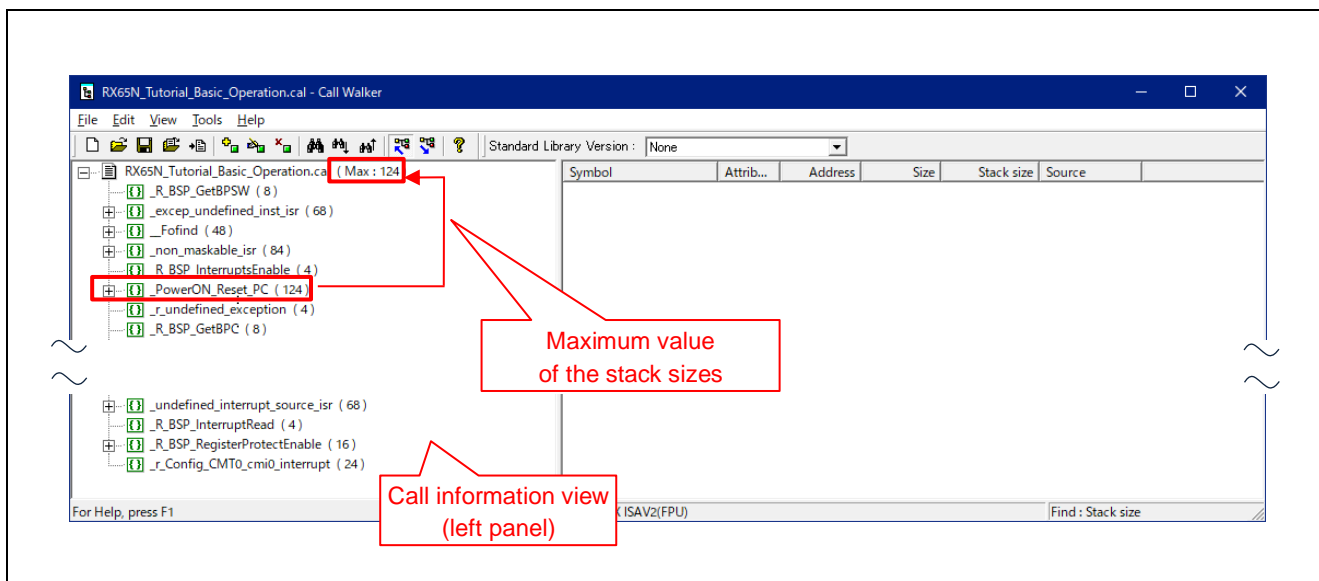 RX65N_Tutorial_Basic_Operation.cal - Call Walker
File Edit View Tools Help
Standard Library Version : None
RX65N_Tutorial_Basic_Operation.ca ( Max : 124
Symbol Attrib... Address Size Stack size Source
_R_BSP_GetBPSW ( 8 )
_excep_undefined_inst_isr ( 68 )
__Fofind ( 48 )
_non_maskable_isr ( 84 )
_R_BSP_InterruptsEnable ( 4 )
_PowerON_Reset_PC ( 124 )
_r_undefined_exception ( 4 )
_R_BSP_GetBPC ( 8 )
Maximum value
of the stack sizes
_undefined_interrupt_source_isr ( 68 )
_R_BSP_InterruptRead ( 4 )
_R_BSP_RegisterProtectEnable ( 16 )
_r_Config_CMT0_cmi0_interrupt ( 24 )
Call information view
(left panel)
For Help, press F1 ISAV2(FPU) Find : Stack size